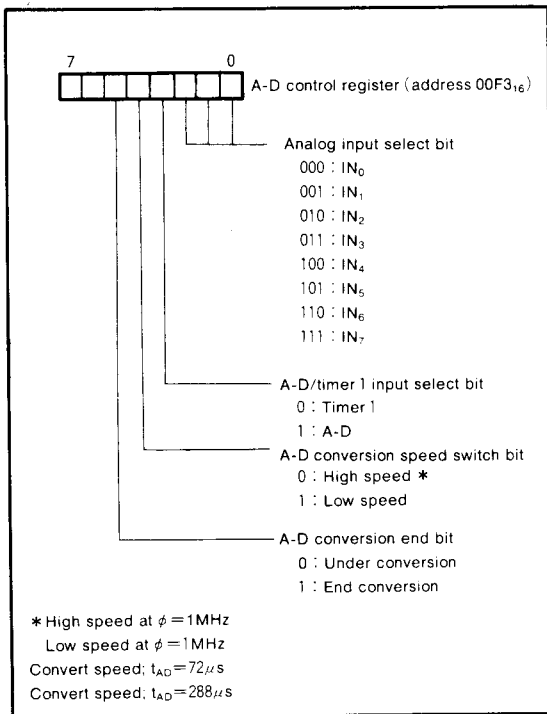 7 0
A-D control register (address 00F3₁₆)
Analog input select bit
000 : IN₀
001 : IN₁
010 : IN₂
011 : IN₃
100 : IN₄
101 : IN₅
110 : IN₆
111 : IN₇
A-D/timer 1 input select bit
0 : Timer 1
1 : A-D
A-D conversion speed switch bit
0 : High speed *
1 : Low speed
A-D conversion end bit
0 : Under conversion
1 : End conversion
* High speed at φ = 1MHz
Low speed at φ = 1MHz
Convert speed; tAD = 72μs
Convert speed; tAD = 288μs